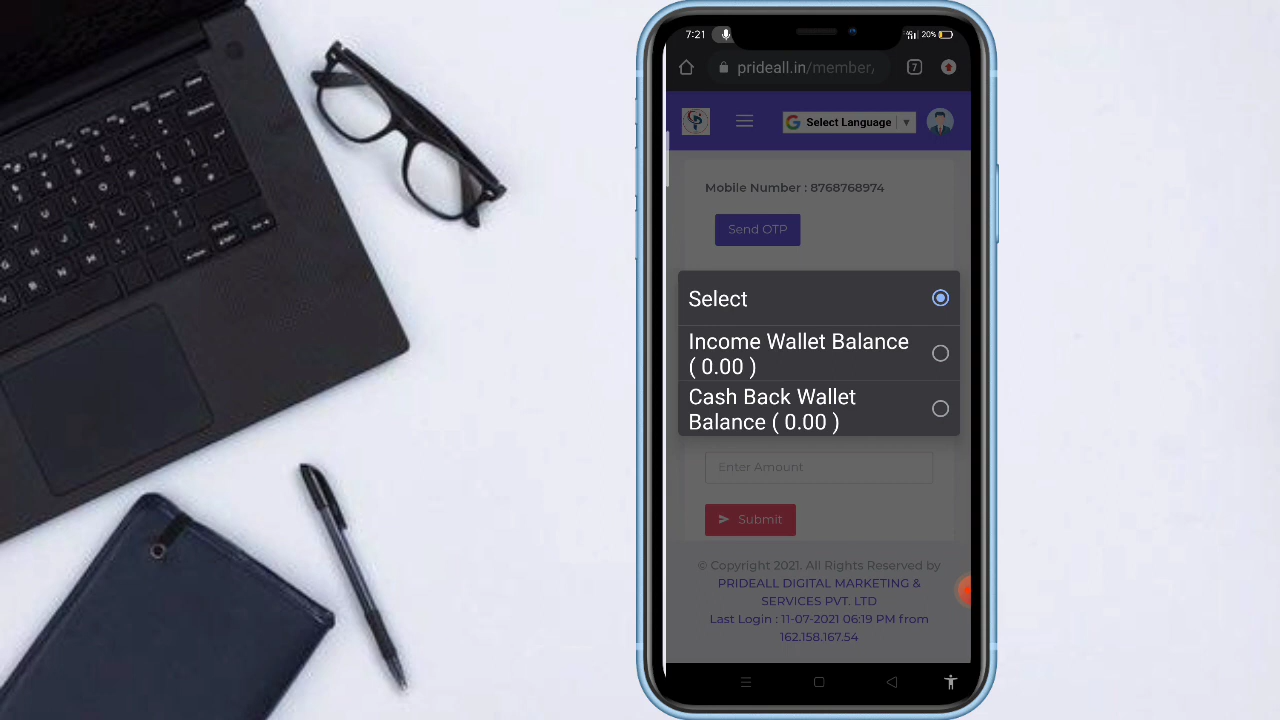 7:21
20%
prideall.in/member/
7
Select Language
Mobile Number : 8768768974
Send OTP
Select
Income Wallet Balance
( 0.00 )
Cash Back Wallet
Balance ( 0.00 )
Enter Amount
Submit
© Copyright 2021. All Rights Reserved by
PRIDEALL DIGITAL MARKETING &
SERVICES PVT. LTD
Last Login : 11-07-2021 06:19 PM from
162.158.167.54